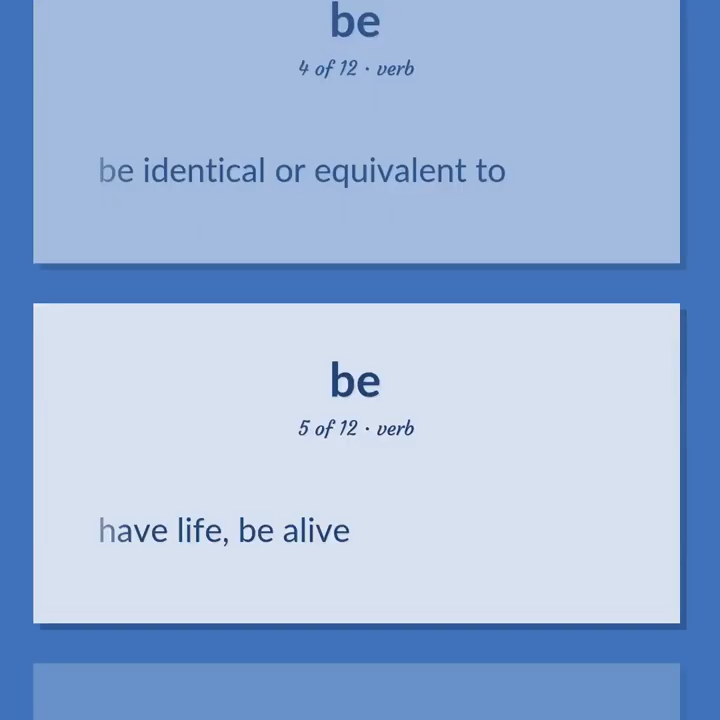 be
4 of 12 · verb
be identical or equivalent to
be
5 of 12 · verb
have life, be alive